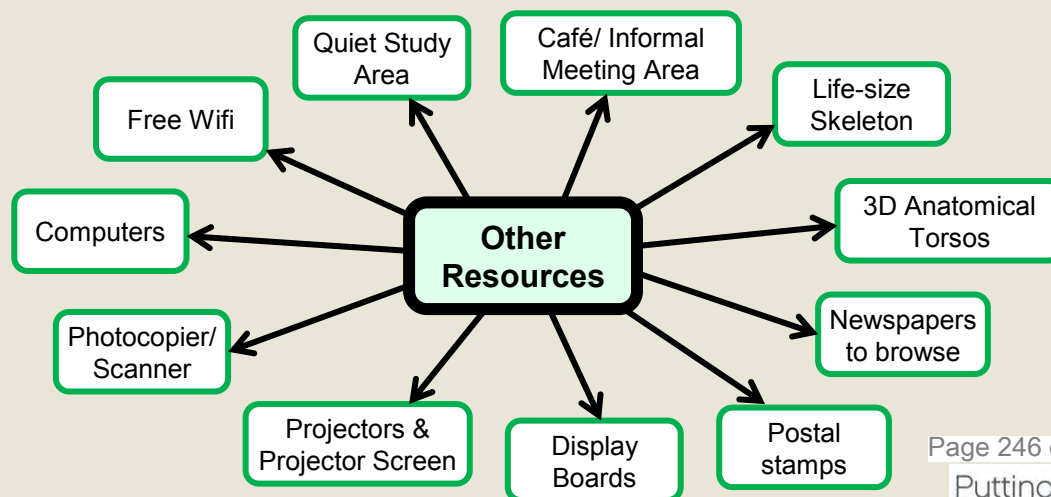 Quiet Study
Area
Café/ Informal
Meeting Area
Life-size
Skeleton
Free Wifi
3D Anatomical
Torsos
Computers
Other
Resources
Newspapers
to browse
Photocopier/
Scanner
Projectors &
Projector Screen
Display
Boards
Postal
stamps
Page 246
Putting